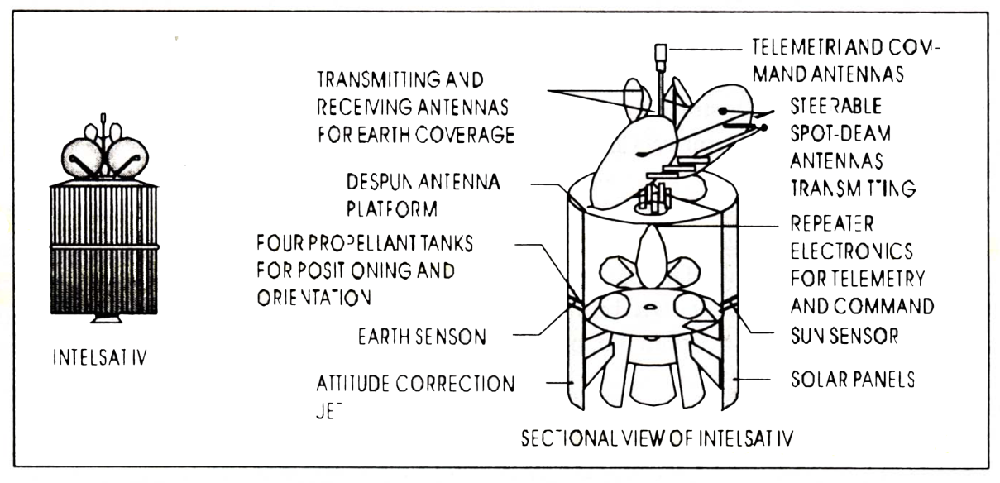 TRANSMITTING AND
RECEIVING ANTENNAS
FOR EARTH COVERAGE
DESPUN ANTENNA
PLATFORM
FOUR PROPELLANT TANKS
FOR POSITIONING AND
ORIENTATION
EARTH SENSON
ATTITUDE CORRECTION
JET
TELEMETRI AND COM-
MAND ANTENNAS
STEERABLE
SPOT-DEAM
ANTENNAS
TRANSMITTING
REPEATER
ELECTRONICS
FOR TELEMETRY
AND COMMAND
SUN SENSOR
SOLAR PANELS
INTELSAT IV
SECTIONAL VIEW OF INTELSAT IV